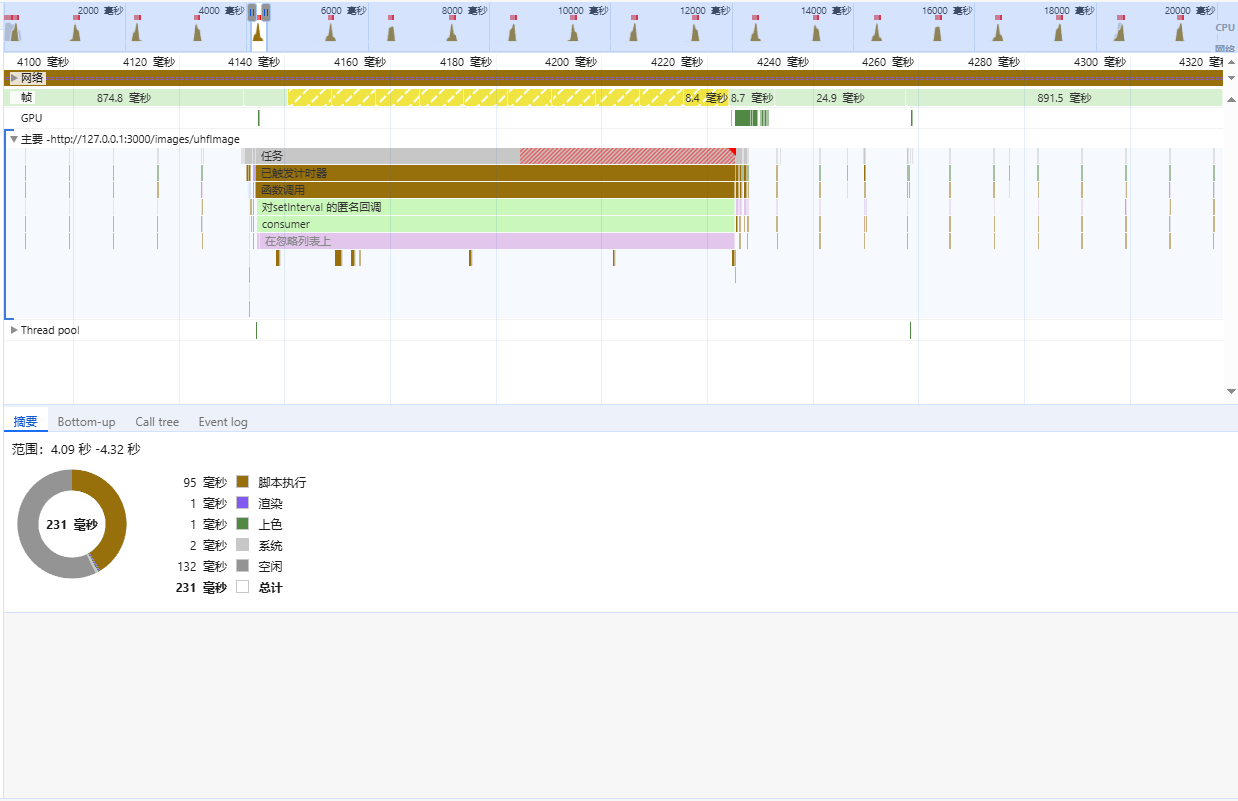 2000 毫秒 4000 毫秒 6000 毫秒 8000 毫秒 10000 毫秒 12000 毫秒 14000 毫秒 16000 毫秒 18000 毫秒 20000 毫秒
CPU
网络
4100 毫秒 4120 毫秒 4140 毫秒 4160 毫秒 4180 毫秒 4200 毫秒 4220 毫秒 4240 毫秒 4260 毫秒 4280 毫秒 4300 毫秒 4320
网络
帧 874.8 毫秒 8.4 毫秒 8.7 毫秒 24.9 毫秒 891.5 毫秒
GPU
主要 -http://127.0.0.1:3000/images/uhfImage
任务
已触发计时器
函数调用
对setInterval 的匿名回调
consumer
在忽略列表上
Thread pool
摘要 Bottom-up Call tree Event log
范围：4.09 秒 -4.32 秒
95 毫秒 脚本执行
1 毫秒 渲染
231 毫秒 1 毫秒 上色
2 毫秒 系统
132 毫秒 空闲
231 毫秒 总计